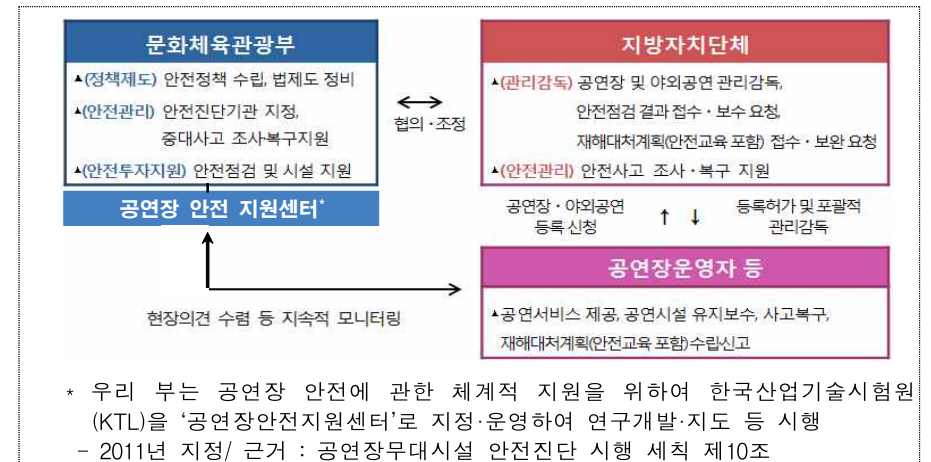 문화체육관광부
▲(정책제도) 안전정책 수립, 법제도 정비
▲(안전관리) 안전진단기관 지정,
중대사고 조사·복구지원
▲(안전투자지원) 안전점검 및 시설 지원
공연장 안전 지원센터*
협의·조정
지방자치단체
▲(관리감독) 공연장 및 야외공연 관리감독,
안전점검 결과 접수·보수 요청,
재해대처계획(안전교육 포함) 접수·보완 요청
▲(안전관리) 안전사고 조사·복구 지원
공연장·야외공연
등록 신청
↑ ↓
등록허가 및 포괄적
관리감독
공연장운영자 등
▲공연서비스 제공, 공연시설 유지보수, 사고복구,
재해대처계획(안전교육 포함) 수립·신고
현장의견 수렴 등 지속적 모니터링
* 우리 부는 공연장 안전에 관한 체계적 지원을 위하여 한국산업기술시험원
(KTL)을 ‘공연장안전지원센터’로 지정·운영하여 연구개발·지도 등 시행
- 2011년 지정/ 근거 : 공연장무대시설 안전진단 시행 세칙 제10조